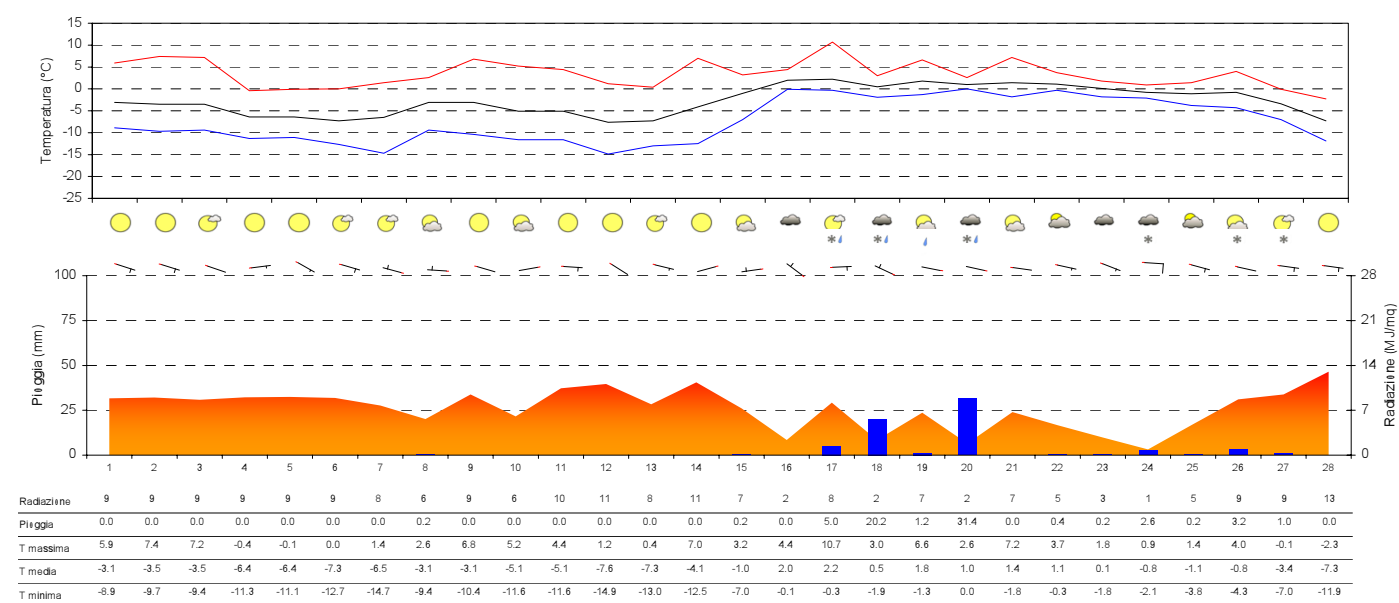 15
10
5
0
-5
-10
-15
-20
-25
Temperatura (°C)
100
75
50
25
0
Pioggia (mm)
28
21
14
7
0
Radiazione (MJ/mq)
1 2 3 4 5 6 7 8 9 10 11 12 13 14 15 16 17 18 19 20 21 22 23 24 25 26 27 28
Radiazione 9 9 9 9 9 9 8 6 9 6 10 11 8 11 7 2 8 2 7 2 7 5 3 1 5 9 9 13
Pioggia 0.0 0.0 0.0 0.0 0.0 0.0 0.0 0.2 0.0 0.0 0.0 0.0 0.0 0.0 0.2 0.0 5.0 20.2 1.2 31.4 0.0 0.4 0.2 2.6 0.2 3.2 1.0 0.0
T massima 5.9 7.4 7.2 -0.4 -0.1 0.0 1.4 2.6 6.8 5.2 4.4 1.2 0.4 7.0 3.2 4.4 10.7 3.0 6.6 2.6 7.2 3.7 1.8 0.9 1.4 4.0 -0.1 -2.3
T media -3.1 -3.5 -3.5 -6.4 -6.4 -7.3 -6.5 -3.1 -3.1 -5.1 -5.1 -7.6 -7.3 -4.1 -1.0 2.0 2.2 0.5 1.8 1.0 1.4 1.1 0.1 -0.8 -1.1 -0.8 -3.4 -7.3
T minima -8.9 -9.7 -9.4 -11.3 -11.1 -12.7 -14.7 -9.4 -10.4 -11.6 -11.6 -14.9 -13.0 -12.5 -7.0 -0.1 -0.3 -1.9 -1.3 0.0 -1.8 -0.3 -1.8 -2.1 -3.8 -4.3 -7.0 -11.9